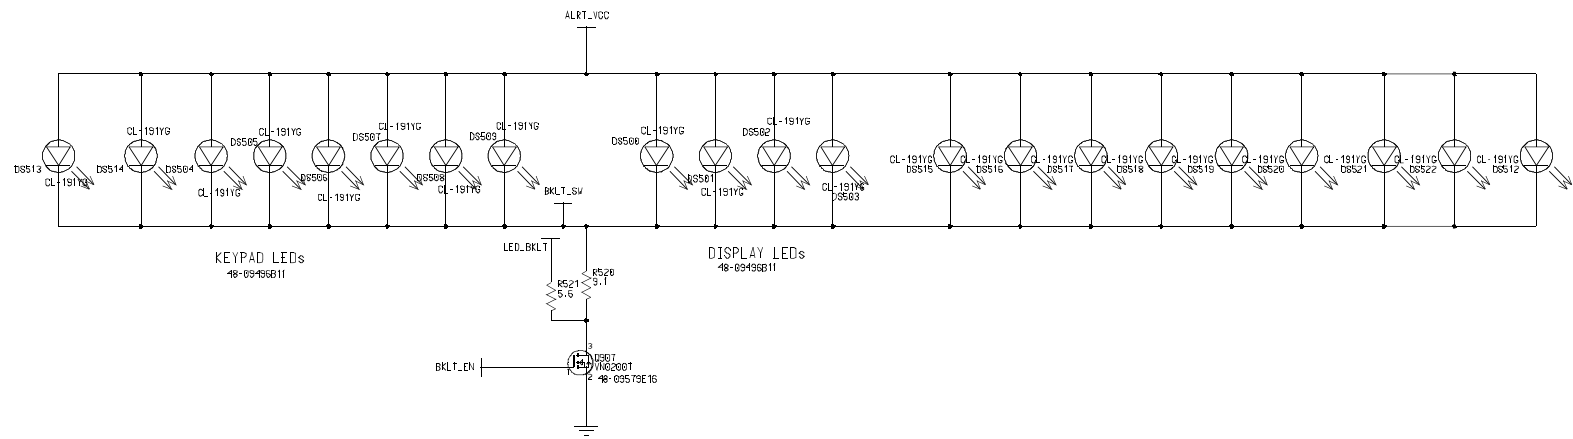 ALRT_VCC
DS513
CL-191YG
CL-191YG
DS514
DS504
CL-191YG
DS505
CL-191YG
DS506
CL-191YG
DS507
CL-191YG
DS508
CL-191YG
DS509
CL-191YG
DS500
CL-191YG
DS501
CL-191YG
DS502
CL-191YG
CL-191YG
DS503
CL-191YG
DS515
CL-191YG
DS516
CL-191YG
DS517
CL-191YG
DS518
CL-191YG
DS519
CL-191YG
DS520
CL-191YG
DS521
CL-191YG
DS522
CL-191YG
DS512
BKLT_SW
KEYPAD LEDs
48-09496B11
LED_BKLT
DISPLAY LEDs
48-09496B11
R520
9.1
R521
5.6
3
Q907
VN0200T
BKLT_EN
1
2
48-09579E16